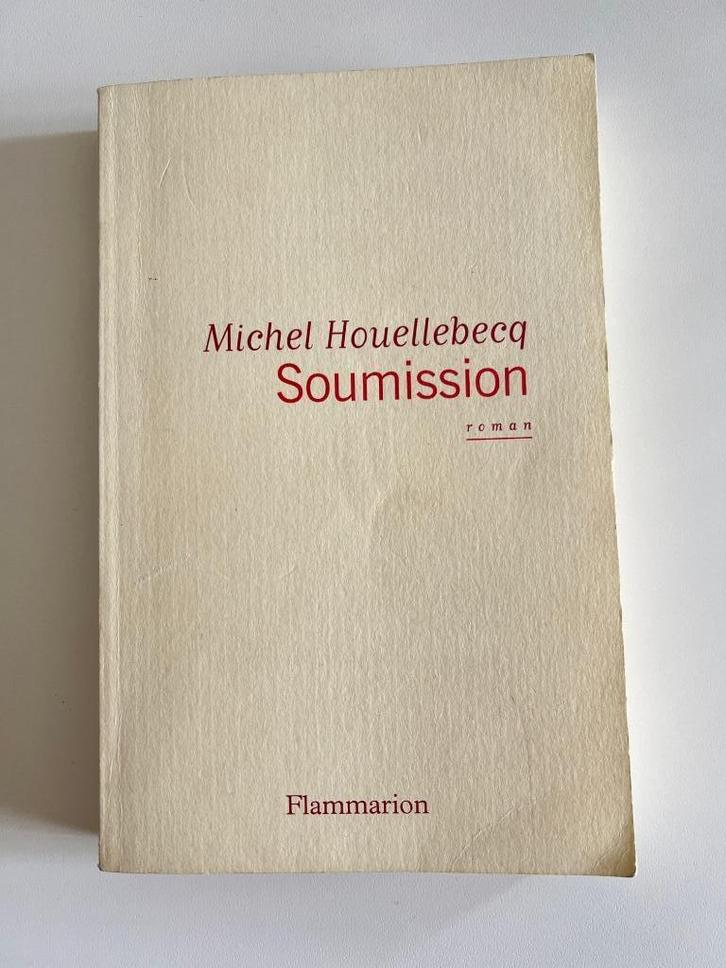 Michel Houellebecq
Soumission
roman
Flammarion